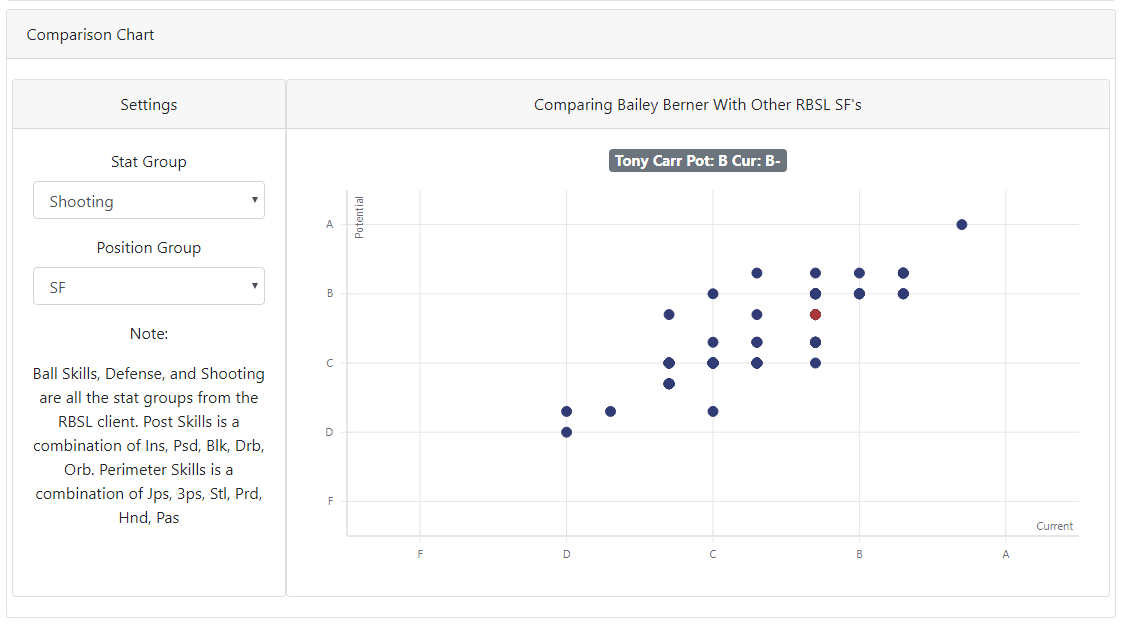 Comparison Chart
Settings
Comparing Bailey Berner With Other RBSL SF's
Stat Group
Shooting
Position Group
SF
Note:
Ball Skills, Defense, and Shooting
are all the stat groups from the
RBSL client. Post Skills is a
combination of Ins, Psd, Blk, Drb,
Orb. Perimeter Skills is a
combination of Jps, 3ps, Stl, Prd,
Hnd, Pas
Tony Carr Pot: B Cur: B-
Potential
A
B
C
D
F
Current
F D C B A